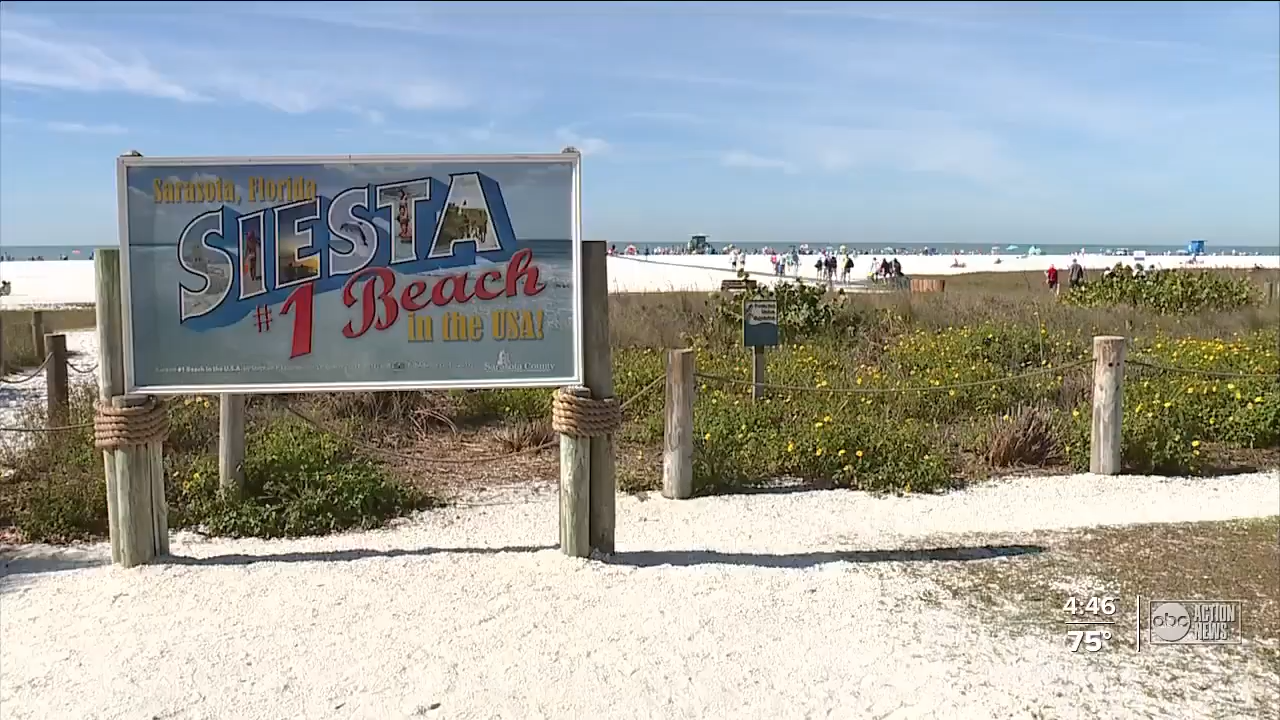 Sarasota, Florida
SIESTA
#1 Beach
in the USA!
Sarasota County
4:46
75°
abc ACTION NEWS